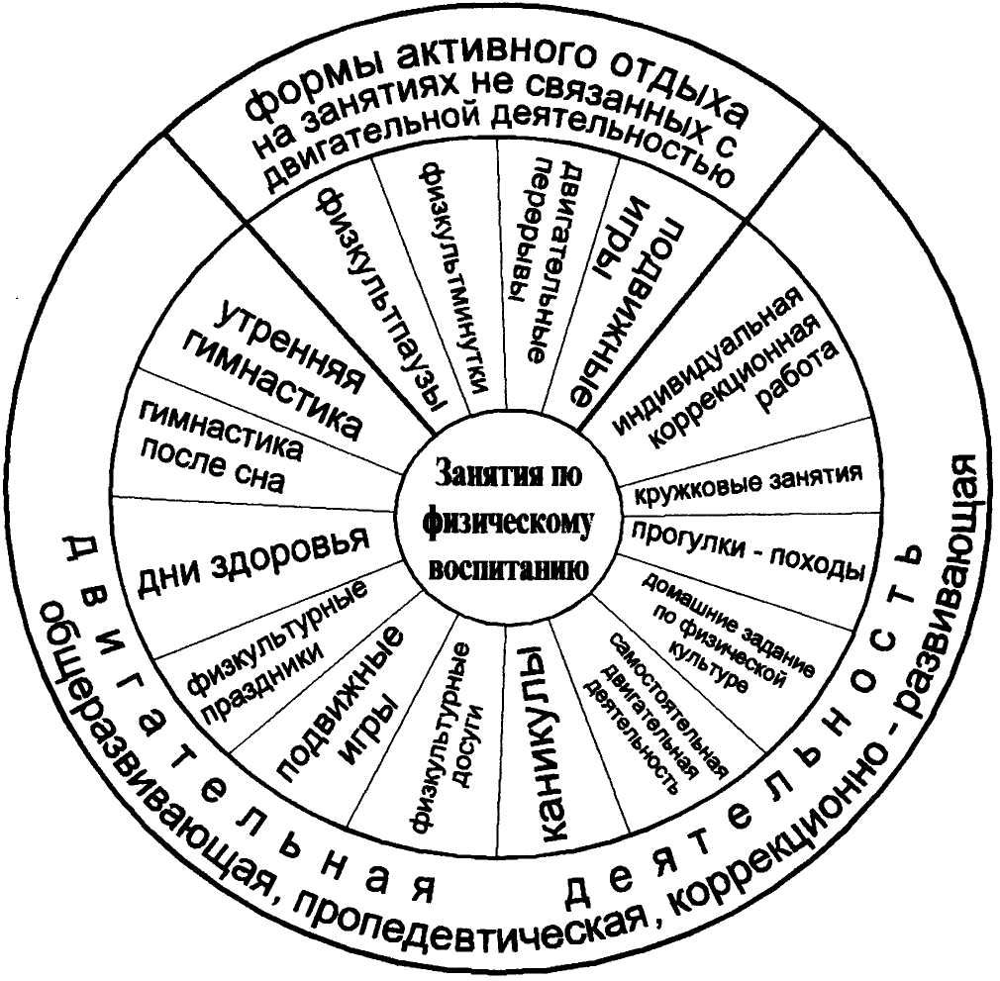 формы активного отдыха
на занятиях не связанных с
двигательной деятельностью
физкультпаузы
физкультминутки
двигательные
перерывы
подвижные
игры
индивидуальная
коррекционная
работа
кружковые занятия
прогулки - походы
домашние задание
по физической
культуре
самостоятельная
двигательная
деятельность
каникулы
физкультурные
досуги
подвижные
игры
физкультурные
праздники
дни здоровья
гимнастика
после сна
утренняя
гимнастика
Занятия по
физическому
воспитанию
двигательная деятельность
общеразвивающая, пропедевтическая, коррекционно - развивающая